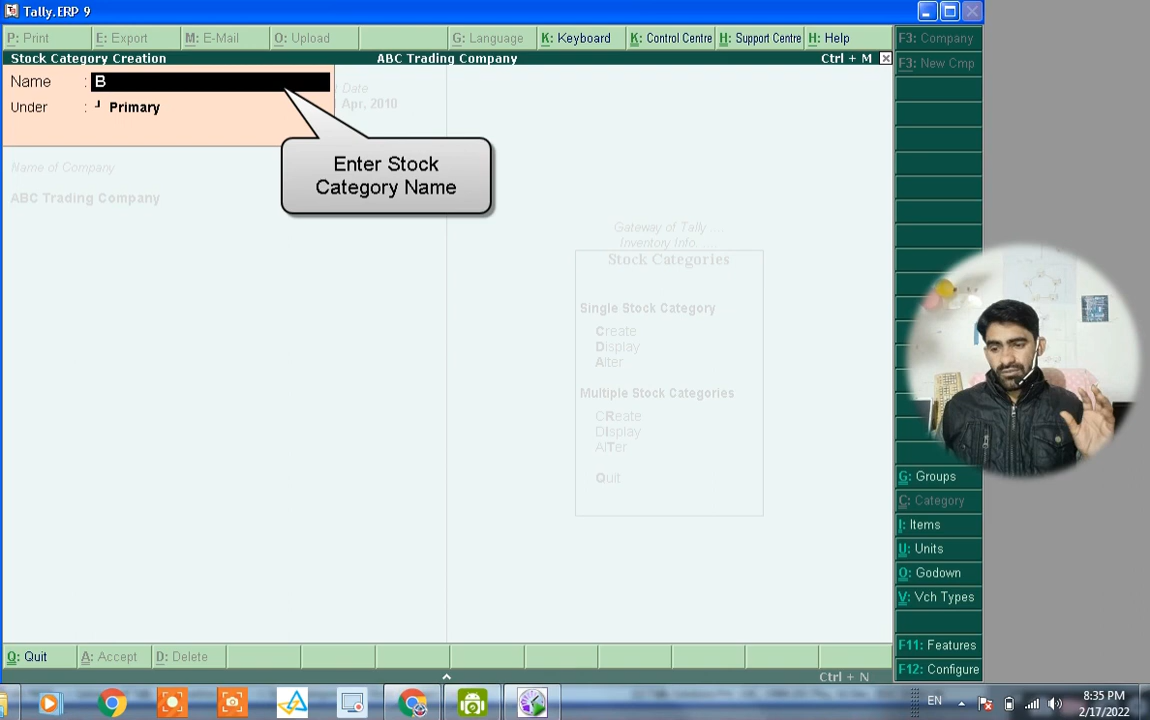 Tally.ERP 9
P: Print
E: Export
M: E-Mail
O: Upload
G: Language
K: Keyboard
K: Control Centre
H: Support Centre
H: Help
F3: Company
Stock Category Creation
ABC Trading Company
Ctrl + M
F3: New Cmp
Name : B
Date
Under : ┘ Primary
Apr, 2010
Enter Stock
Category Name
Name of Company
ABC Trading Company
Gateway of Tally ....
Inventory Info. ....
Stock Categories
Single Stock Category
Create
Display
Alter
Multiple Stock Categories
CReate
DIsplay
AlTer
Quit
G: Groups
C: Category
I: Items
U: Units
O: Godown
V: Vch Types
F11: Features
F12: Configure
Q: Quit
A: Accept
D: Delete
Ctrl + N
EN
8:35 PM
2/17/2022